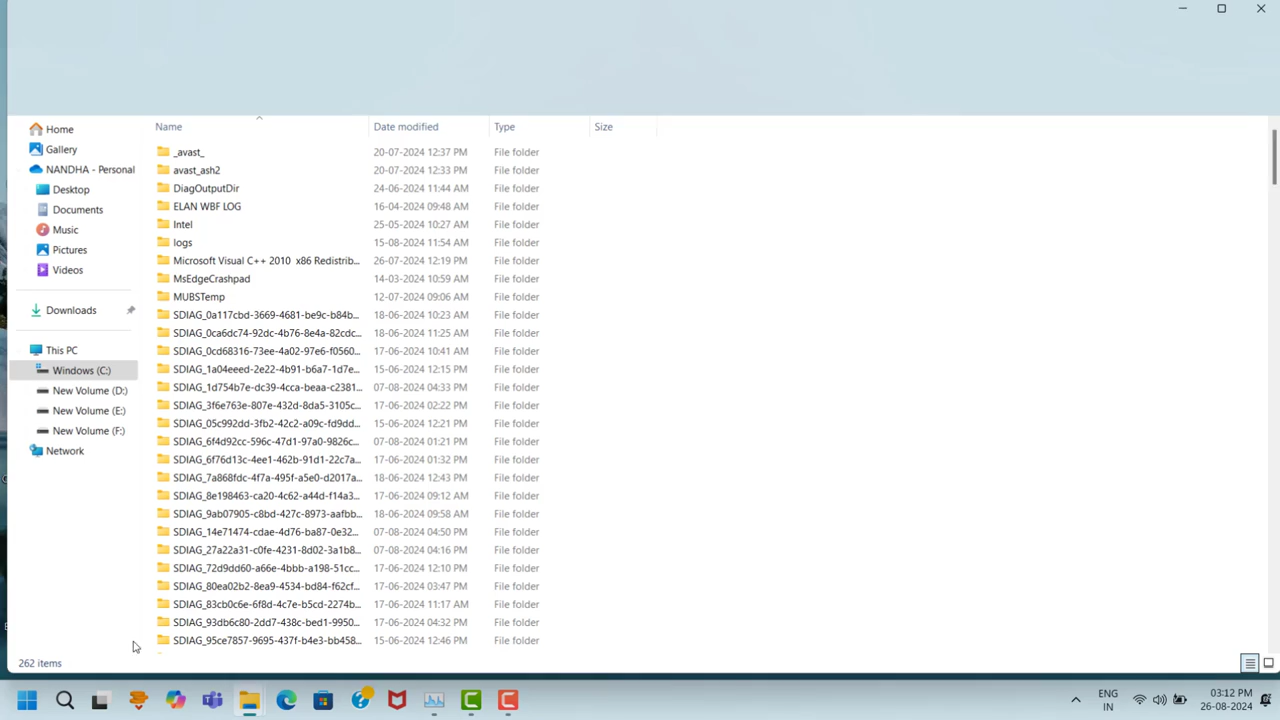 Home
Gallery
NANDHA - Personal
Desktop
Documents
Music
Pictures
Videos
Downloads
This PC
Windows (C:)
New Volume (D:)
New Volume (E:)
New Volume (F:)
Network
Name Date modified Type Size
_avast_ 20-07-2024 12:37 PM File folder
avast_ash2 20-07-2024 12:33 PM File folder
DiagOutputDir 24-06-2024 11:44 AM File folder
ELAN WBF LOG 16-04-2024 09:48 AM File folder
Intel 25-05-2024 10:27 AM File folder
logs 15-08-2024 11:54 AM File folder
Microsoft Visual C++ 2010 x86 Redistrib... 26-07-2024 12:19 PM File folder
MsEdgeCrashpad 14-03-2024 10:59 AM File folder
MUBSTemp 12-07-2024 09:06 AM File folder
SDIAG_0a117cbd-3669-4681-be9c-b84b... 18-06-2024 10:23 AM File folder
SDIAG_0ca6dc74-92dc-4b76-8e4a-82cdc... 18-06-2024 11:25 AM File folder
SDIAG_0cd68316-73ee-4a02-97e6-f0560... 17-06-2024 10:41 AM File folder
SDIAG_1a04eeed-2e22-4b91-b6a7-1d7e... 15-06-2024 12:15 PM File folder
SDIAG_1d754b7e-dc39-4cca-beaa-c2381... 07-08-2024 04:33 PM File folder
SDIAG_3f6e763e-807e-432d-8da5-3105c... 17-06-2024 02:22 PM File folder
SDIAG_05c992dd-3fb2-42c2-a09c-fd9dd... 15-06-2024 12:21 PM File folder
SDIAG_6f4d92cc-596c-47d1-97a0-9826c... 07-08-2024 01:21 PM File folder
SDIAG_6f76d13c-4ee1-462b-91d1-22c7a... 17-06-2024 01:32 PM File folder
SDIAG_7a868fdc-4f7a-495f-a5e0-d2017a... 18-06-2024 12:43 PM File folder
SDIAG_8e198463-ca20-4c62-a44d-f14a3... 17-06-2024 09:12 AM File folder
SDIAG_9ab07905-c8bd-427c-8973-aafbb... 18-06-2024 09:58 AM File folder
SDIAG_14e71474-cdae-4d76-ba87-0e32... 07-08-2024 04:50 PM File folder
SDIAG_27a22a31-c0fe-4231-8d02-3a1b8... 07-08-2024 04:16 PM File folder
SDIAG_72d9dd60-a66e-4bbb-a198-51cc... 17-06-2024 12:10 PM File folder
SDIAG_80ea02b2-8ea9-4534-bd84-f62cf... 17-06-2024 03:47 PM File folder
SDIAG_83cb0c6e-6f8d-4c7e-b5cd-2274b... 17-06-2024 11:17 AM File folder
SDIAG_93db6c80-2dd7-438c-bed1-9950... 17-06-2024 04:32 PM File folder
SDIAG_95ce7857-9695-437f-b4e3-bb458... 15-06-2024 12:46 PM File folder
262 items
ENG
IN
03:12 PM
26-08-2024